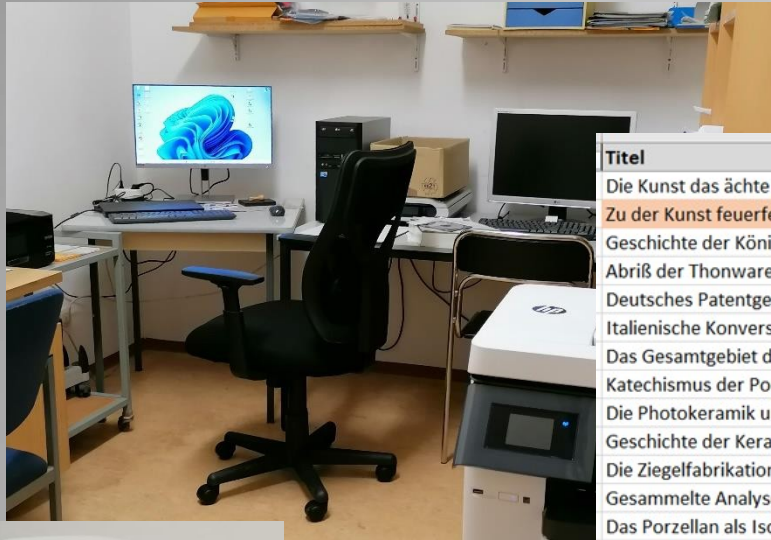 hp
Titel
Die Kunst das ächte
Zu der Kunst feuerfe
Geschichte der Köni
Abriß der Thonware
Deutsches Patentge
Italienische Konvers
Das Gesamtgebiet d
Katechismus der Po
Die Photokeramik u
Geschichte der Kera
Die Ziegelfabrikation
Gesammelte Analys
Das Porzellan als Iso